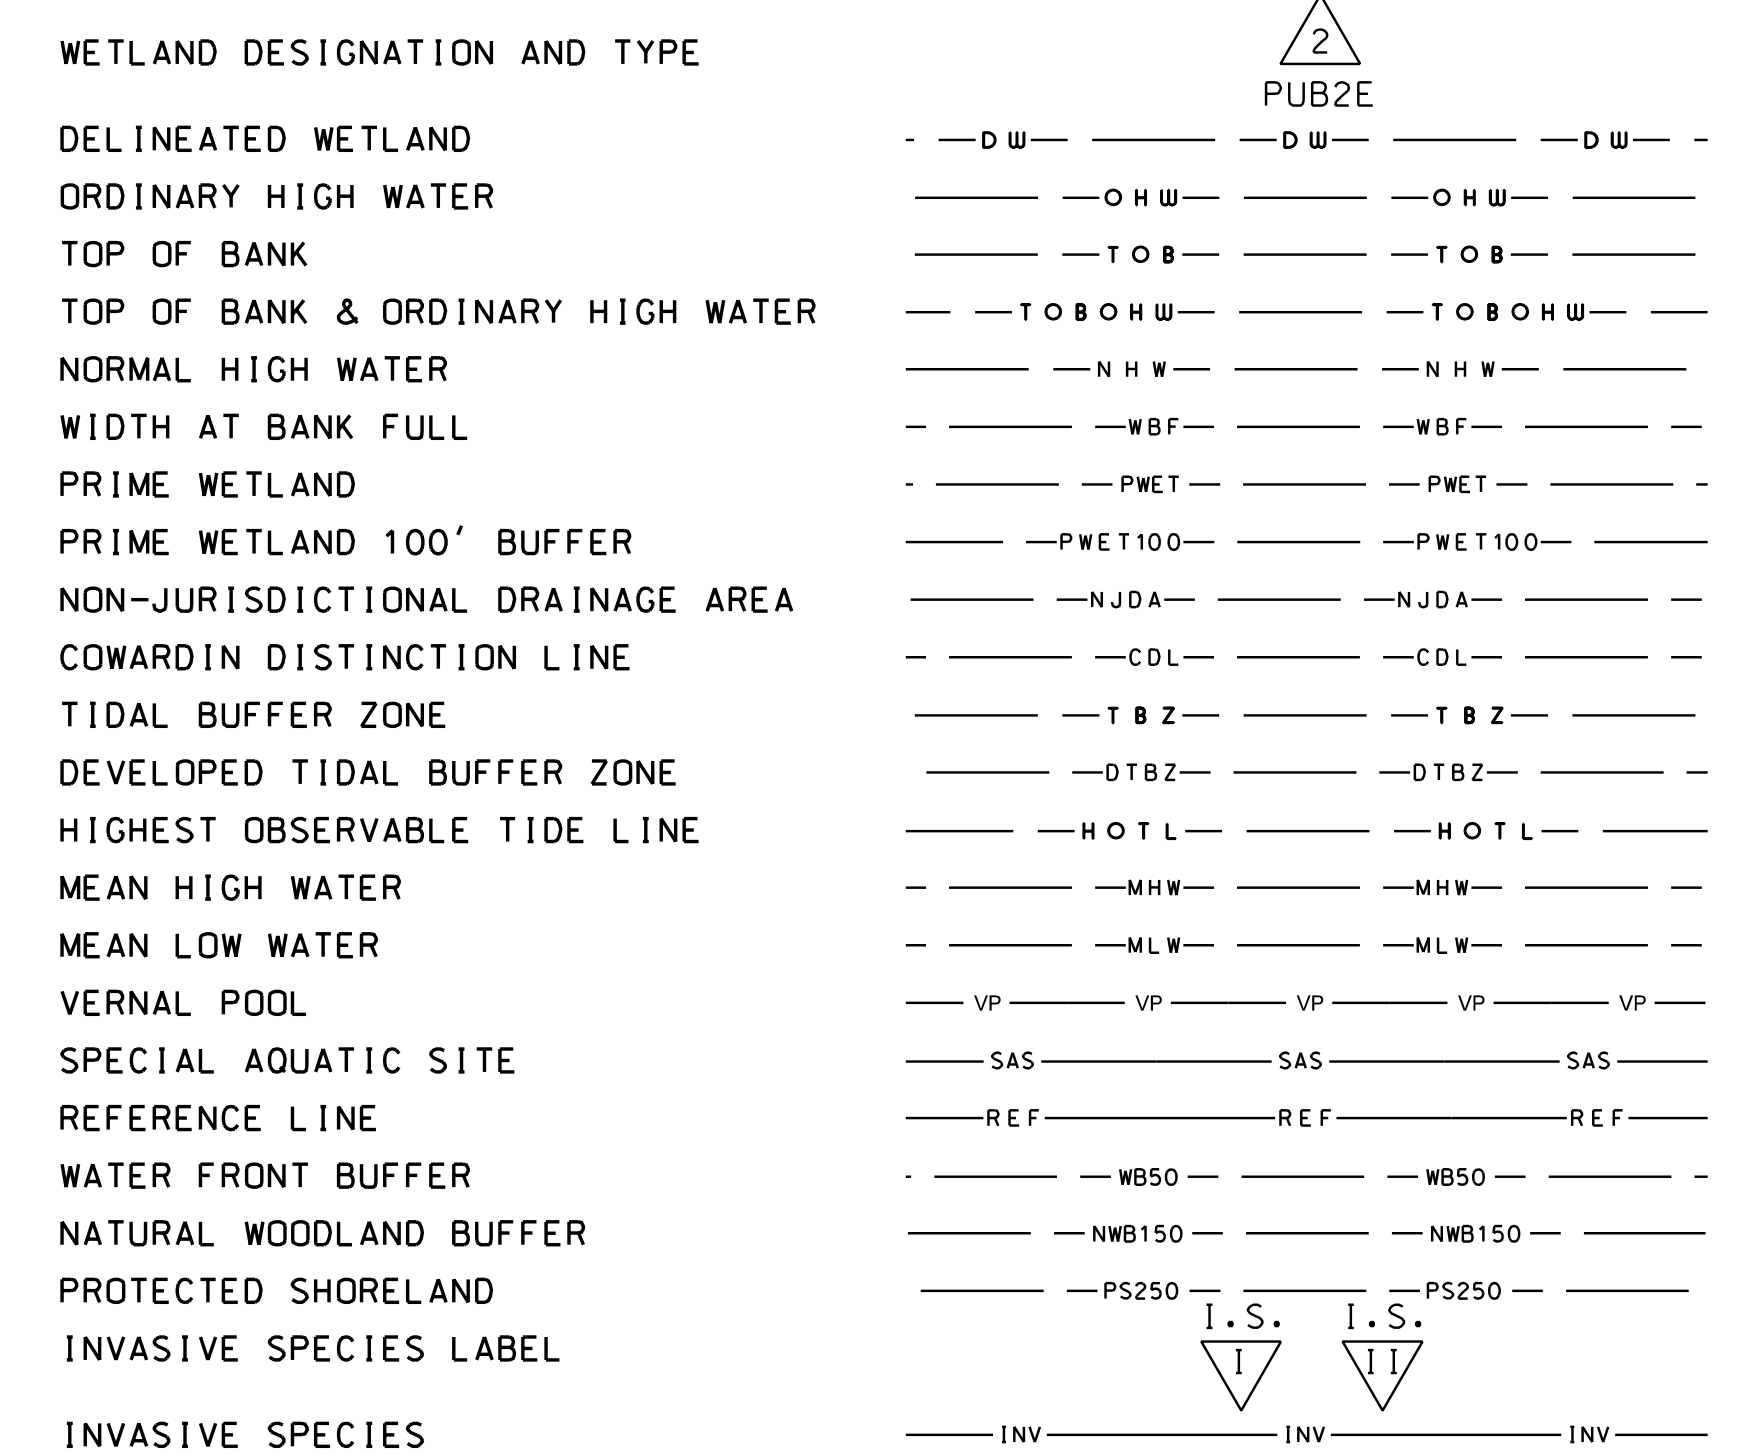 WETLAND DESIGNATION AND TYPE 2
PUB2E
DELINEATED WETLAND DW DW DW
ORDINARY HIGH WATER OHW OHW
TOP OF BANK TOB TOB
TOP OF BANK & ORDINARY HIGH WATER TOBOHW TOBOHW
NORMAL HIGH WATER NHW NHW
WIDTH AT BANK FULL WBF WBF
PRIME WETLAND PWET PWET
PRIME WETLAND 100' BUFFER PWET100 PWET100
NON-JURISDICTIONAL DRAINAGE AREA NJDA NJDA
COWARDIN DISTINCTION LINE CDL CDL
TIDAL BUFFER ZONE TBZ TBZ
DEVELOPED TIDAL BUFFER ZONE DTBZ DTBZ
HIGHEST OBSERVABLE TIDE LINE HOTL HOTL
MEAN HIGH WATER MHW MHW
MEAN LOW WATER MLW MLW
VERNAL POOL VP VP VP VP VP
SPECIAL AQUATIC SITE SAS SAS SAS
REFERENCE LINE REF REF REF
WATER FRONT BUFFER WB50 WB50
NATURAL WOODLAND BUFFER NWB150 NWB150
PROTECTED SHORELAND PS250 PS250
I.S. I.S.
INVASIVE SPECIES LABEL I II
INVASIVE SPECIES INV INV INV